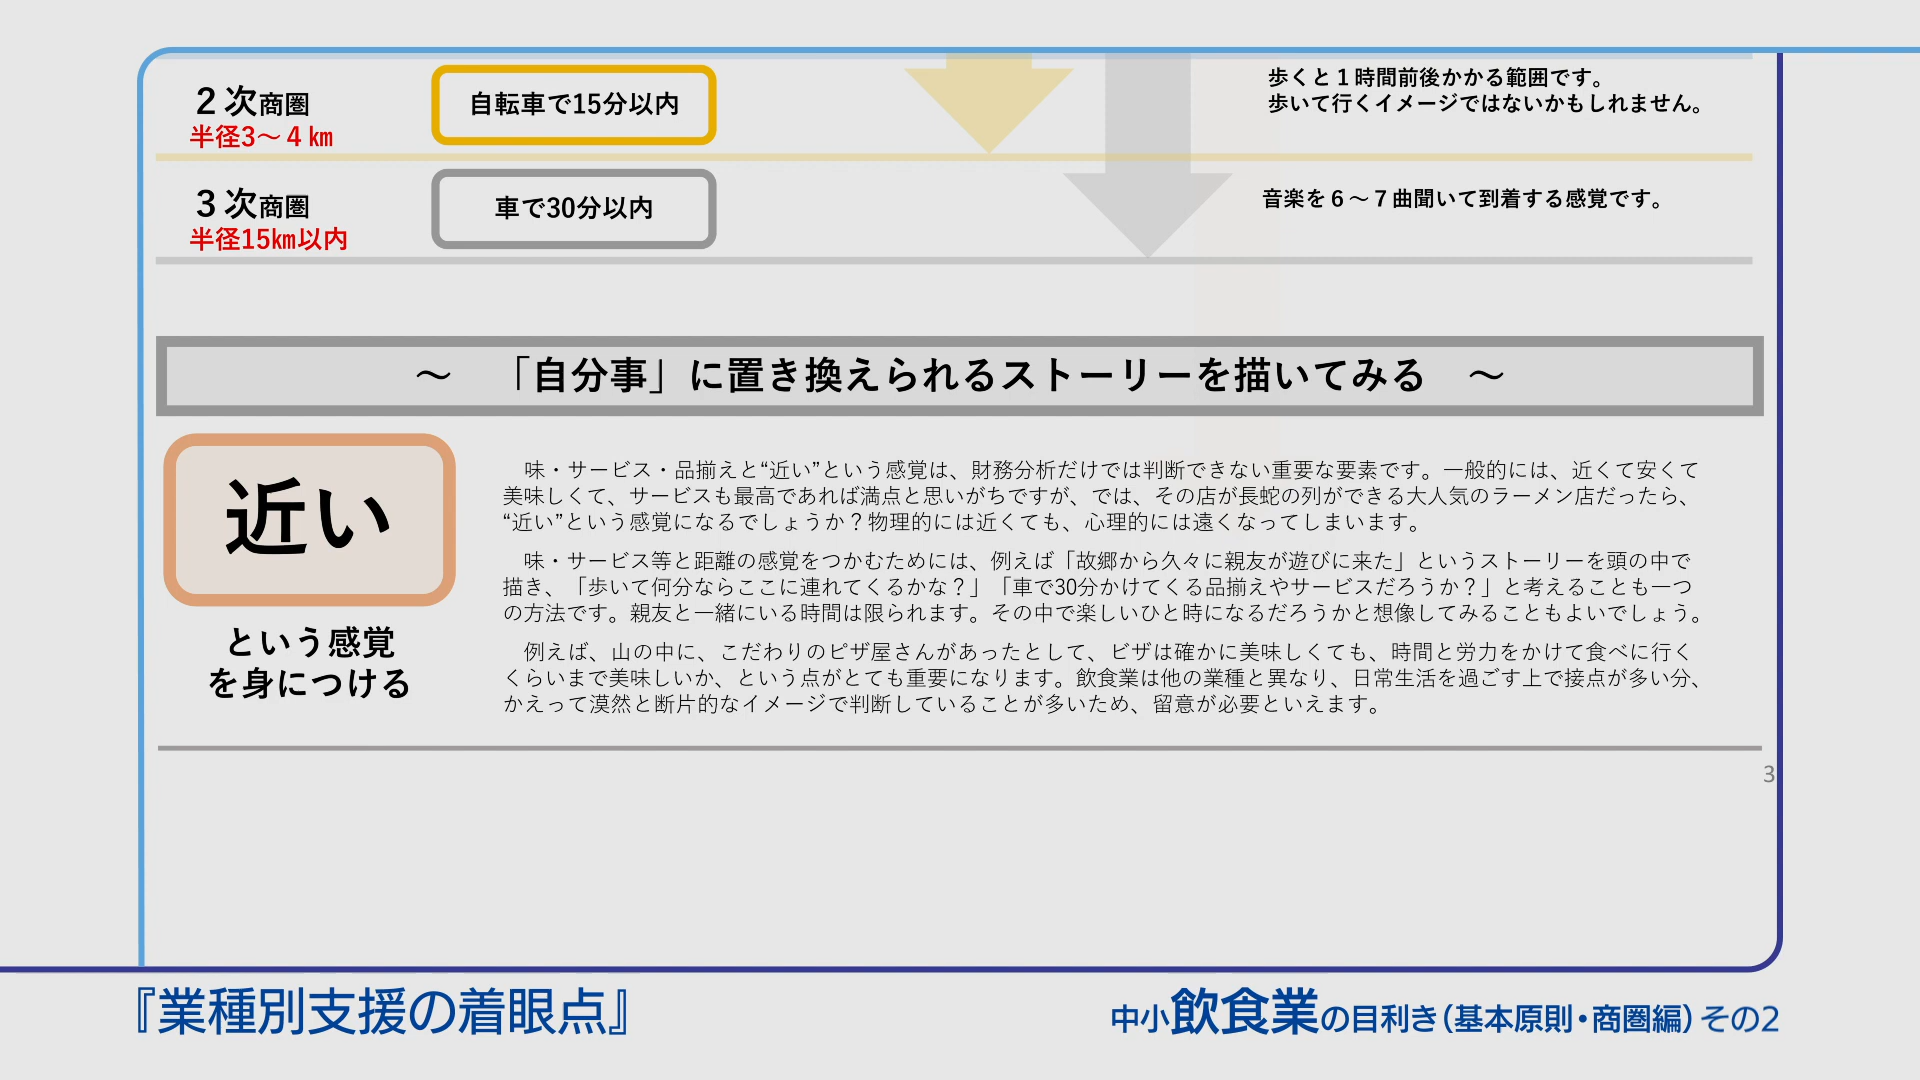 ２次商圏
半径3～４㎞
自転車で15分以内
歩くと１時間前後かかる範囲です。
歩いて行くイメージではないかもしれません。
３次商圏
半径15㎞以内
車で30分以内
音楽を６～７曲聞いて到着する感覚です。
～　「自分事」に置き換えられるストーリーを描いてみる　～
近い
という感覚
を身につける
味・サービス・品揃えと“近い”という感覚は、財務分析だけでは判断できない重要な要素です。一般的には、近くて安くて
美味しくて、サービスも最高であれば満点と思いがちですが、では、その店が長蛇の列ができる大人気のラーメン店だったら、
“近い”という感覚になるでしょうか？物理的には近くても、心理的には遠くなってしまいます。
味・サービス等と距離の感覚をつかむためには、例えば「故郷から久々に親友が遊びに来た」というストーリーを頭の中で
描き、「歩いて何分ならここに連れてくるかな？」「車で30分かけてくる品揃えやサービスだろうか？」と考えることも一つ
の方法です。親友と一緒にいる時間は限られます。その中で楽しいひと時になるだろうかと想像してみることもよいでしょう。
例えば、山の中に、こだわりのピザ屋さんがあったとして、ピザは確かに美味しくても、時間と労力をかけて食べに行く
くらいまで美味しいか、という点がとても重要になります。飲食業は他の業種と異なり、日常生活を過ごす上で接点が多い分、
かえって漠然と断片的なイメージで判断していることが多いため、留意が必要といえます。
3
『業種別支援の着眼点』
中小飲食業の目利き（基本原則・商圏編）その2